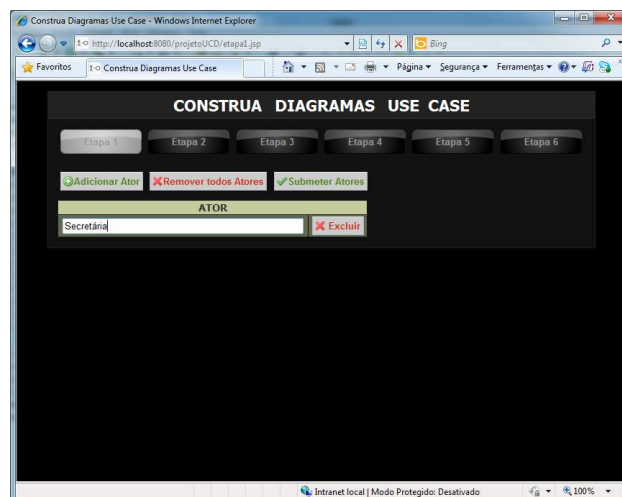 Construa Diagramas Use Case - Windows Internet Explorer
http://localhost:8080/projetoUCD/etapa1.jsp
Bing
Favoritos
Construa Diagramas Use Case
Página
Segurança
Ferramentas
CONSTRUA DIAGRAMAS USE CASE
Etapa 1 Etapa 2 Etapa 3 Etapa 4 Etapa 5 Etapa 6
Adicionar Ator Remover todos Atores Submeter Atores
ATOR
Secretária Excluir
Intranet local | Modo Protegido: Desativado 100%